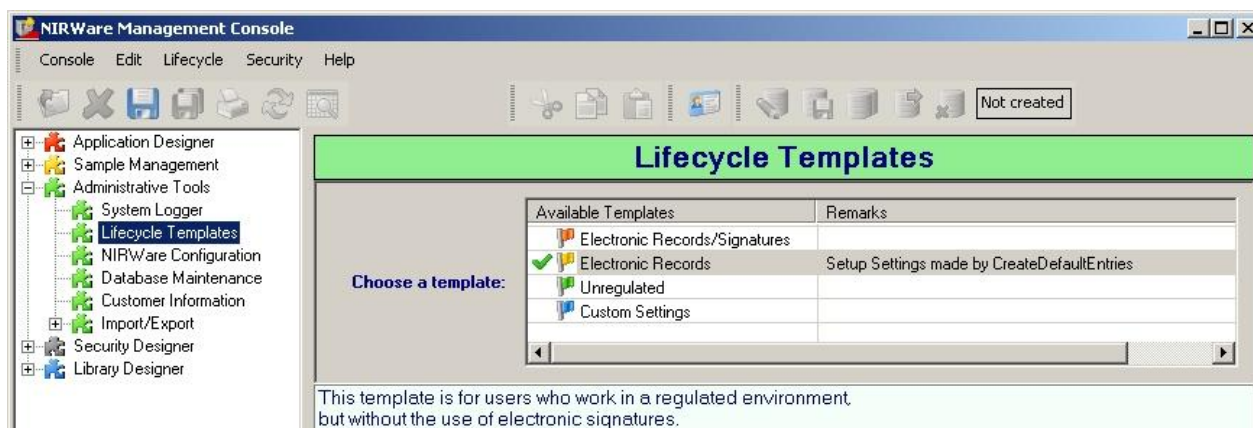 NIRWare Management Console
Console Edit Lifecycle Security Help
Not created
Application Designer
Sample Management
Administrative Tools
System Logger
Lifecycle Templates
NIRWare Configuration
Database Maintenance
Customer Information
Import/Export
Security Designer
Library Designer
Lifecycle Templates
Choose a template:
Available Templates Remarks
Electronic Records/Signatures
Electronic Records Setup Settings made by CreateDefaultEntries
Unregulated
Custom Settings
This template is for users who work in a regulated environment,
but without the use of electronic signatures.